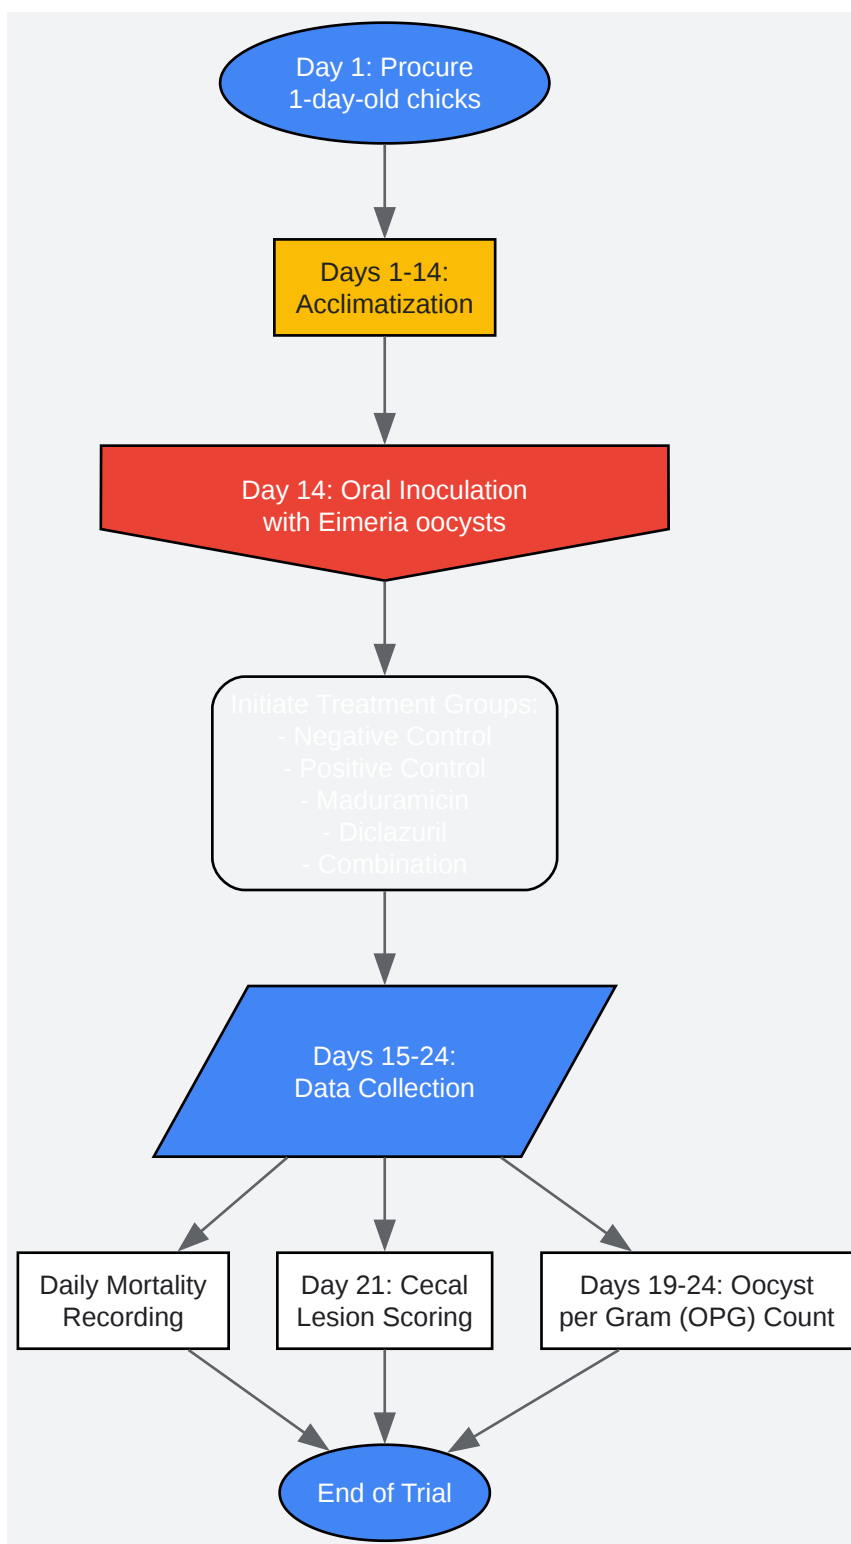 Day 1: Procure
1-day-old chicks
Days 1-14:
Acclimatization
Day 14: Oral Inoculation
with Eimeria oocysts
Initiate Treatment Groups:
- Negative Control
- Positive Control
- Maduramicin
- Diclazuril
- Combination
Days 15-24:
Data Collection
Daily Mortality
Recording
Day 21: Cecal
Lesion Scoring
Days 19-24: Oocyst
per Gram (OPG) Count
End of Trial